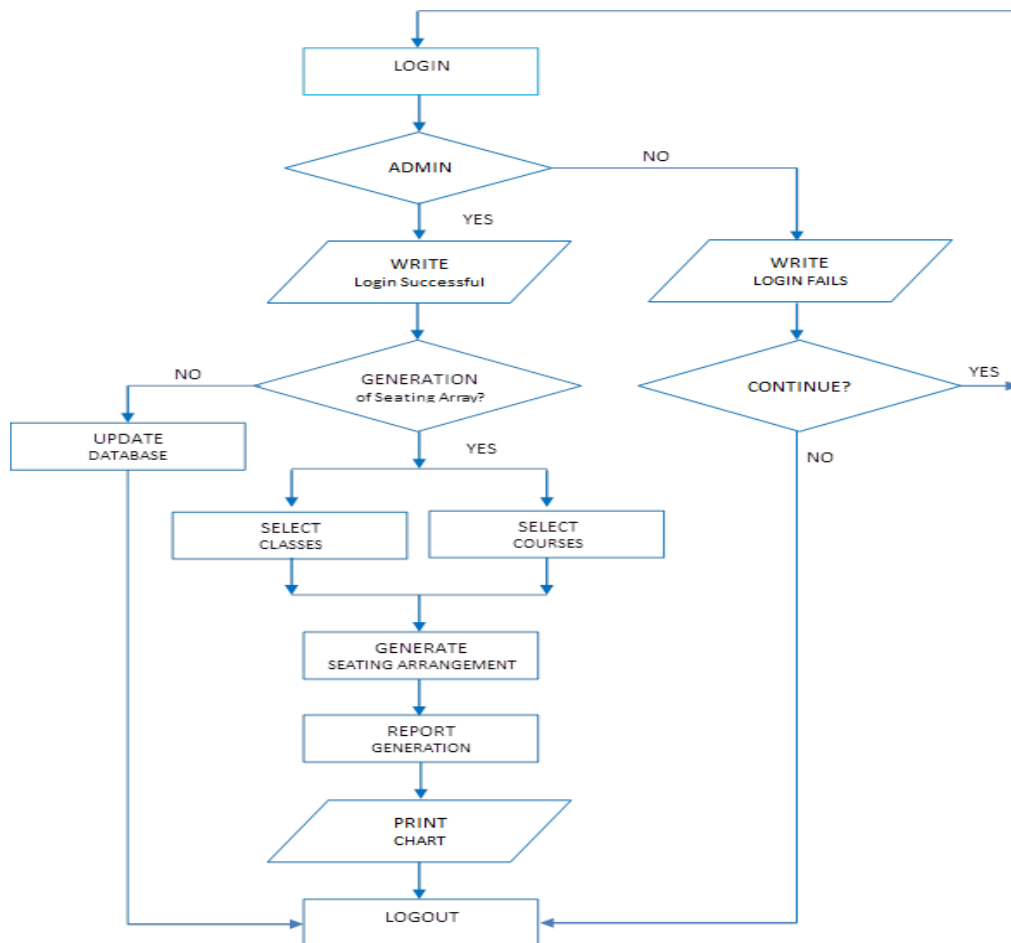 LOGIN
ADMIN
NO
YES
WRITE
Login Successful
WRITE
LOGIN FAILS
NO
GENERATION
of Seating Array?
CONTINUE?
YES
UPDATE
DATABASE
YES
NO
SELECT
CLASSES
SELECT
COURSES
GENERATE
SEATING ARRANGEMENT
REPORT
GENERATION
PRINT
CHART
LOGOUT